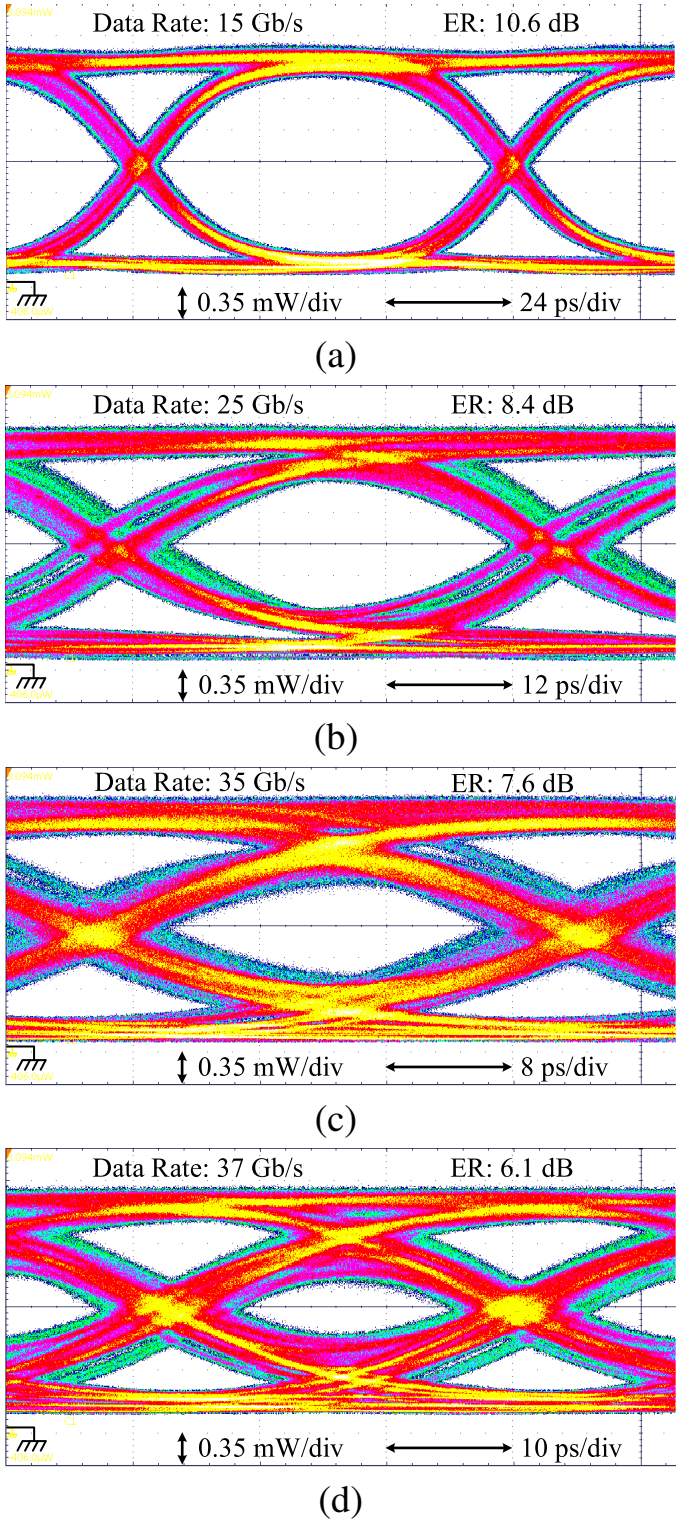 Data Rate: 15 Gb/s ER: 10.6 dB
0.35 mW/div 24 ps/div
(a)
Data Rate: 25 Gb/s ER: 8.4 dB
0.35 mW/div 12 ps/div
(b)
Data Rate: 35 Gb/s ER: 7.6 dB
0.35 mW/div 8 ps/div
(c)
Data Rate: 37 Gb/s ER: 6.1 dB
0.35 mW/div 10 ps/div
(d)